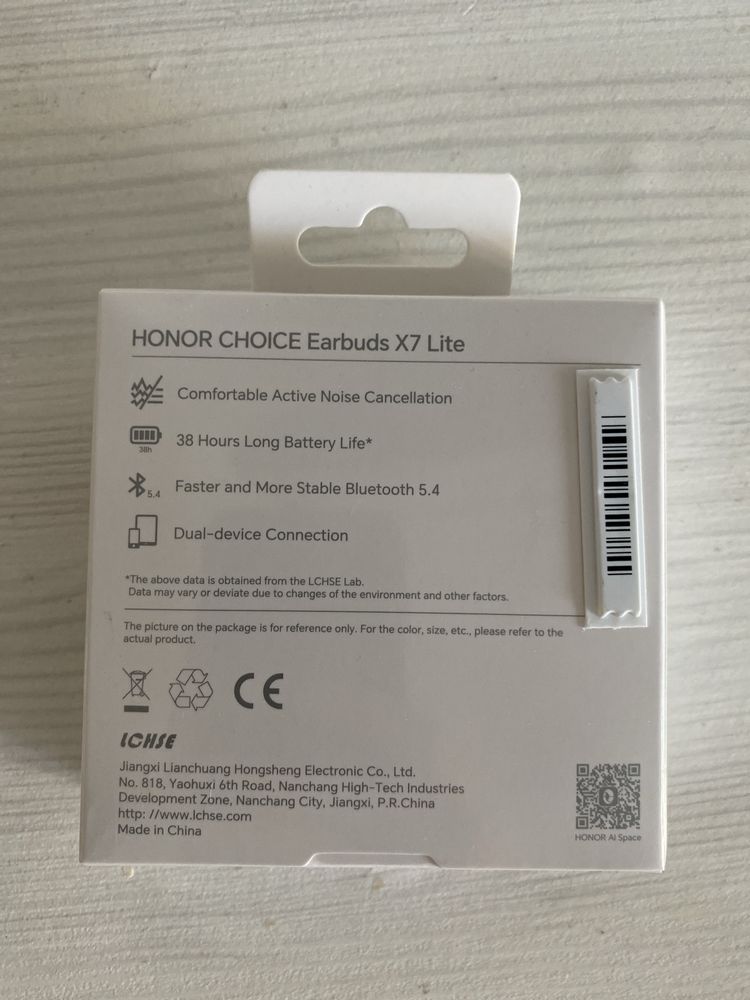 HONOR CHOICE Earbuds X7 Lite
Comfortable Active Noise Cancellation
38h
38 Hours Long Battery Life*
5.4
Faster and More Stable Bluetooth 5.4
Dual-device Connection
*The above data is obtained from the LCHSE Lab.
Data may vary or deviate due to changes of the environment and other factors.
The picture on the package is for reference only. For the color, size, etc., please refer to the
actual product.
CE
LCHSE
Jiangxi Lianchuang Hongsheng Electronic Co., Ltd.
No. 818, Yaohuxi 6th Road, Nanchang High-Tech Industries
Development Zone, Nanchang City, Jiangxi, P.R.China
http: //www.lchse.com
Made in China
HONOR AI Space